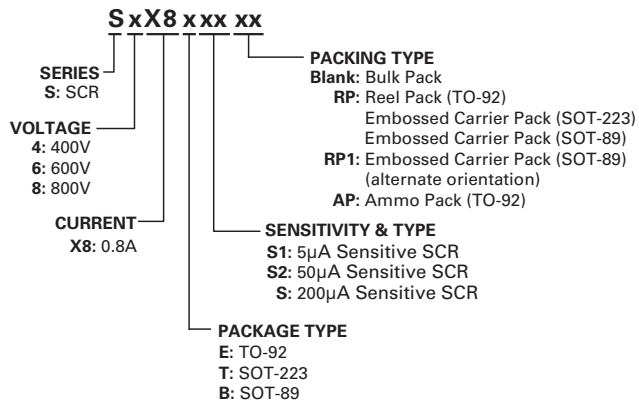 S x X8 x xx xx
SERIES
S: SCR
VOLTAGE
4: 400V
6: 600V
8: 800V
CURRENT
X8: 0.8A
PACKING TYPE
Blank: Bulk Pack
RP: Reel Pack (TO-92)
Embossed Carrier Pack (SOT-223)
Embossed Carrier Pack (SOT-89)
RP1: Embossed Carrier Pack (SOT-89)
(alternate orientation)
AP: Ammo Pack (TO-92)
SENSITIVITY & TYPE
S1: 5µA Sensitive SCR
S2: 50µA Sensitive SCR
S: 200µA Sensitive SCR
PACKAGE TYPE
E: TO-92
T: SOT-223
B: SOT-89